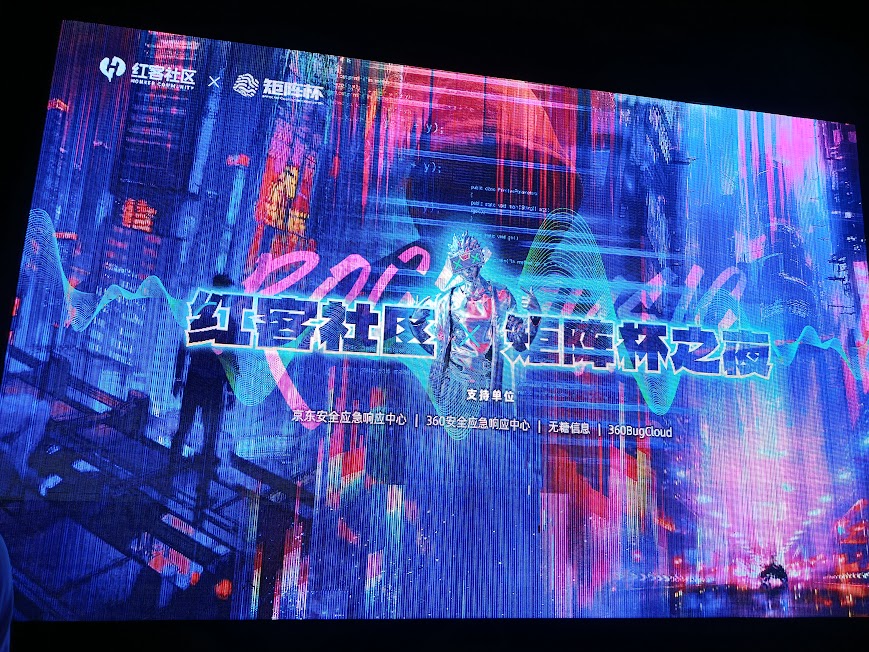 红客社区 × 矩阵杯
HONKER COMMUNITY
y);
y);
红客社区 矩阵杯之夜
支持单位
京东安全应急响应中心 | 360安全应急响应中心 | 无糖信息 | 360BugCloud